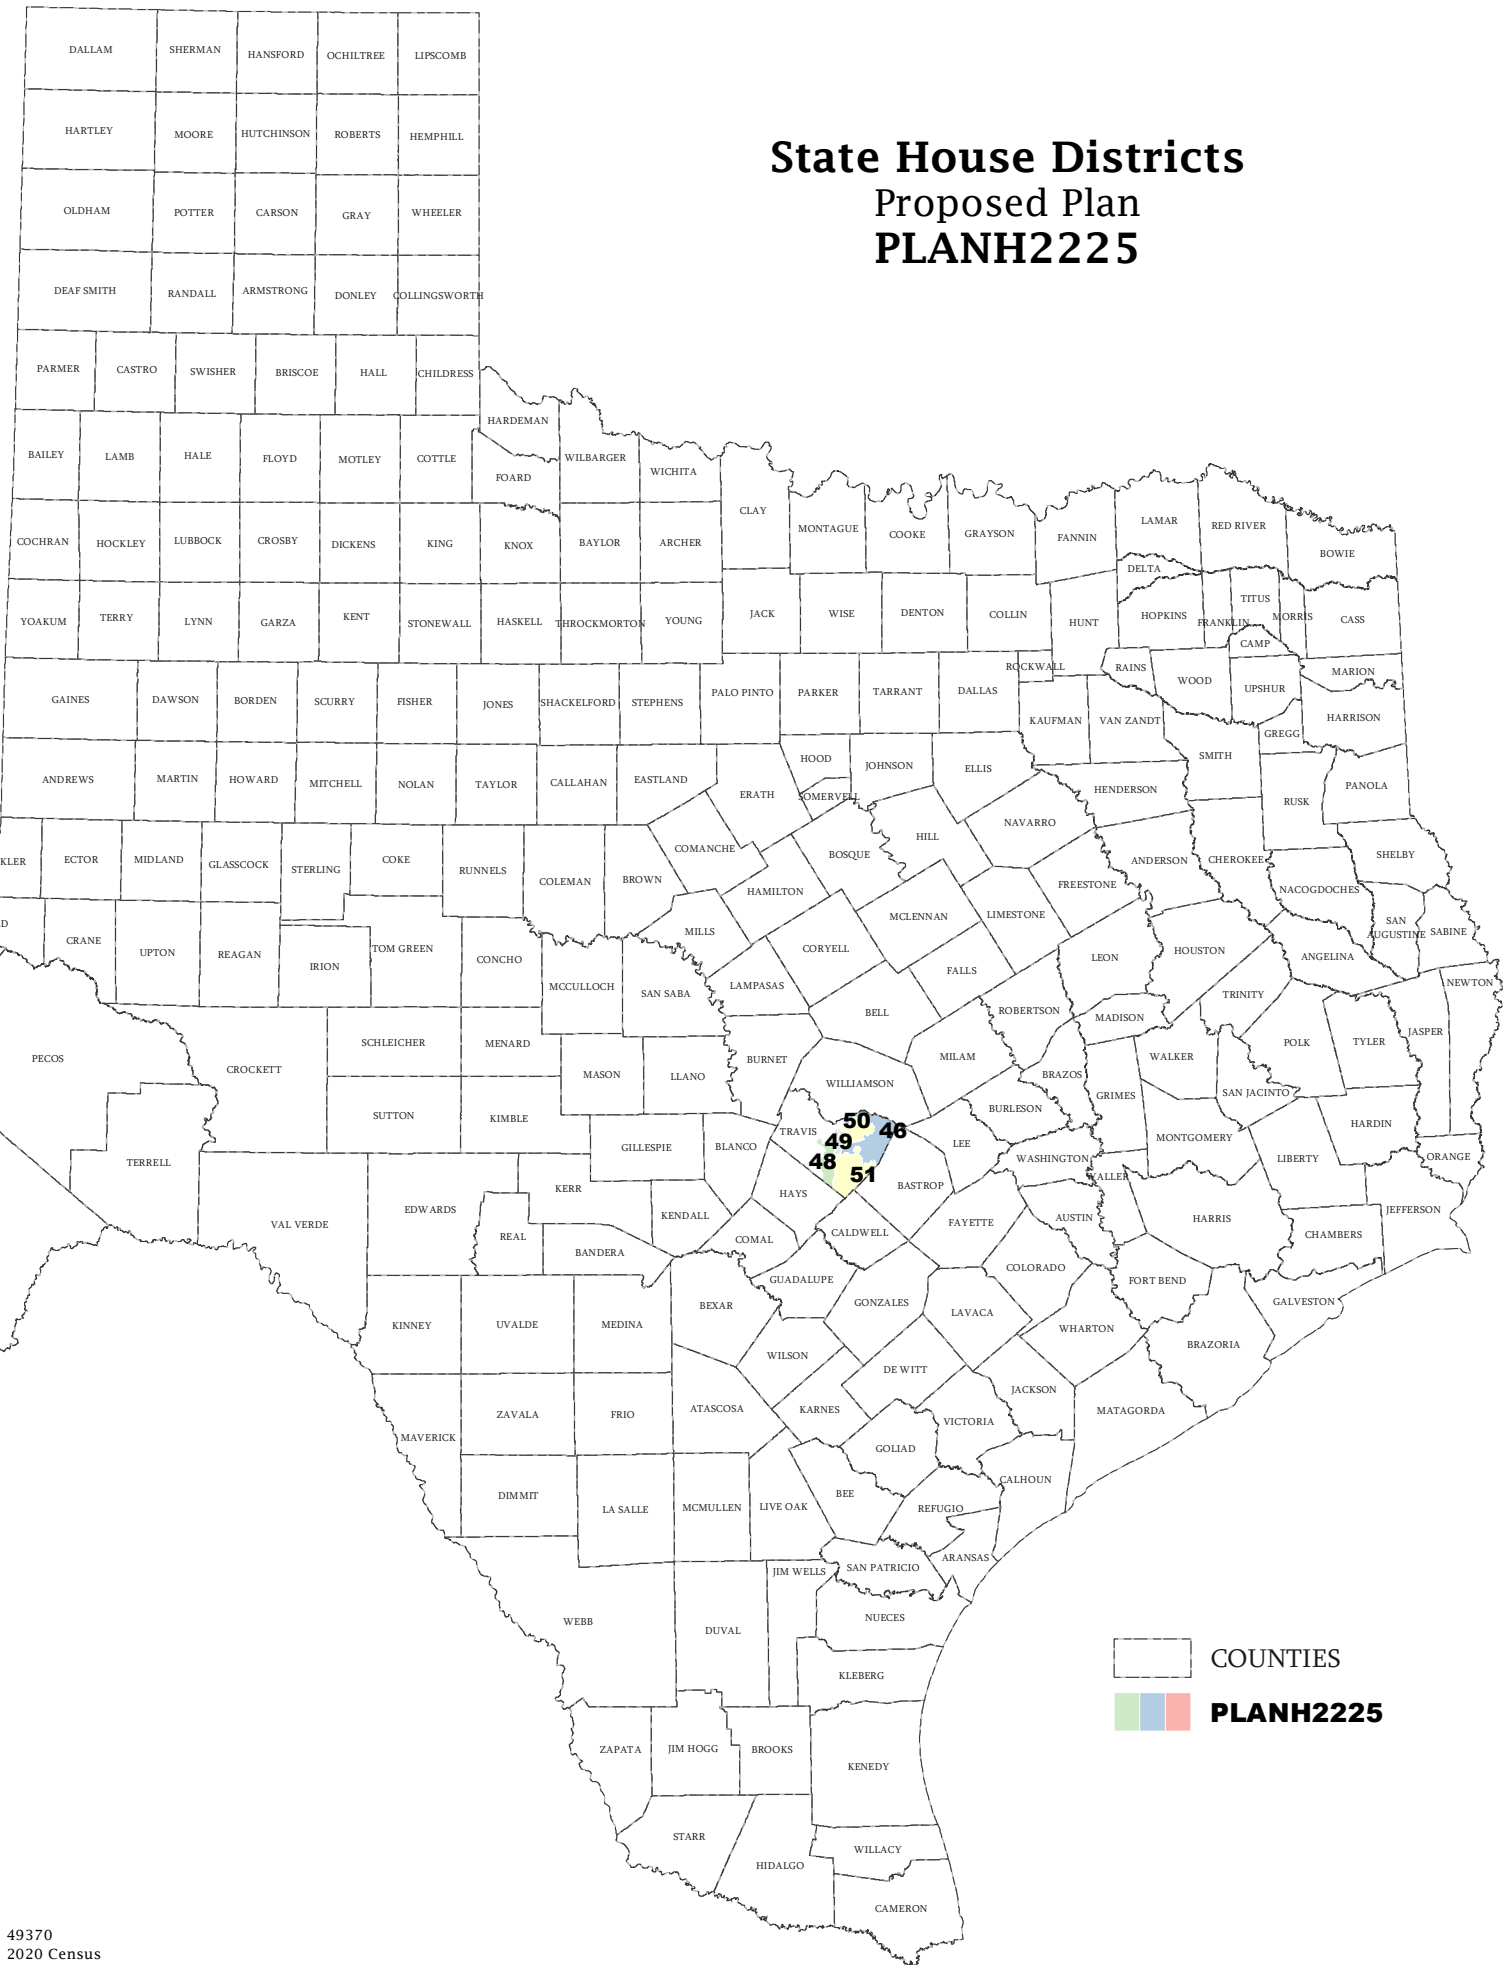 State House Districts
Proposed Plan
PLANH2225
DALLAM
SHERMAN
HANSFORD
OCHILTREE
LIPSCOMB
HARTLEY
MOORE
HUTCHINSON
ROBERTS
HEMPHILL
OLDHAM
POTTER
CARSON
GRAY
WHEELER
DEAF SMITH
RANDALL
ARMSTRONG
DONLEY
COLLINGSWORTH
PARMER
CASTRO
SWISHER
BRISCOE
HALL
CHILDRESS
HARDEMAN
BAILEY
LAMB
HALE
FLOYD
MOTLEY
COTTLE
FOARD
WILBARGER
WICHITA
CLAY
MONTAGUE
COOKE
GRAYSON
FANNIN
LAMAR
RED RIVER
BOWIE
DELTA
COCHRAN
HOCKLEY
LUBBOCK
CROSBY
DICKENS
KING
KNOX
BAYLOR
ARCHER
YOAKUM
TERRY
LYNN
GARZA
KENT
STONEWALL
HASKELL
THROCKMORTON
YOUNG
JACK
WISE
DENTON
COLLIN
HUNT
HOPKINS
FRANKLIN
TITUS
MORRIS
CASS
CAMP
ROCKWALL
RAINS
WOOD
UPSHUR
MARION
GAINES
DAWSON
BORDEN
SCURRY
FISHER
JONES
SHACKELFORD
STEPHENS
PALO PINTO
PARKER
TARRANT
DALLAS
KAUFMAN
VAN ZANDT
GREGG
HARRISON
SMITH
ANDREWS
MARTIN
HOWARD
MITCHELL
NOLAN
TAYLOR
CALLAHAN
EASTLAND
ERATH
HOOD
SOMERVELL
JOHNSON
ELLIS
HENDERSON
RUSK
PANOLA
KLER
ECTOR
MIDLAND
GLASSCOCK
STERLING
COKE
RUNNELS
COLEMAN
BROWN
COMANCHE
BOSQUE
HILL
NAVARRO
ANDERSON
CHEROKEE
SHELBY
HAMILTON
FREESTONE
NACOGDOCHES
D
CRANE
UPTON
REAGAN
IRION
TOM GREEN
CONCHO
MCCULLOCH
SAN SABA
MILLS
LAMPASAS
CORYELL
MCLENNAN
LIMESTONE
FALLS
LEON
HOUSTON
ANGELINA
SAN
AUGUSTINE
SABINE
NEWTON
TRINITY
PECOS
CROCKETT
SCHLEICHER
MENARD
MASON
LLANO
BURNET
BELL
WILLIAMSON
MILAM
ROBERTSON
MADISON
BRAZOS
GRIMES
WALKER
SAN JACINTO
POLK
TYLER
JASPER
SUTTON
KIMBLE
GILLESPIE
BLANCO
TRAVIS
50
46
49
48
51
BURLESON
LEE
WASHINGTON
WALLER
MONTGOMERY
LIBERTY
HARDIN
ORANGE
TERRELL
VAL VERDE
EDWARDS
REAL
KERR
BANDERA
KENDALL
HAYS
COMAL
CALDWELL
BASTROP
FAYETTE
AUSTIN
HARRIS
CHAMBERS
JEFFERSON
KINNEY
UVALDE
MEDINA
BEXAR
GUADALUPE
GONZALES
LAVACA
COLORADO
WHARTON
FORT BEND
BRAZORIA
GALVESTON
WILSON
DE WITT
JACKSON
MATAGORDA
MAVERICK
ZAVALA
FRIO
ATASCOSA
KARNES
GOLIAD
VICTORIA
CALHOUN
DIMMIT
LA SALLE
MCMULLEN
LIVE OAK
BEE
REFUGIO
ARANSAS
SAN PATRICIO
JIM WELLS
NUECES
WEBB
DUVAL
KLEBERG
ZAPATA
JIM HOGG
BROOKS
KENEDY
STARR
HIDALGO
WILLACY
CAMERON
COUNTIES
PLANH2225
49370
2020 Census